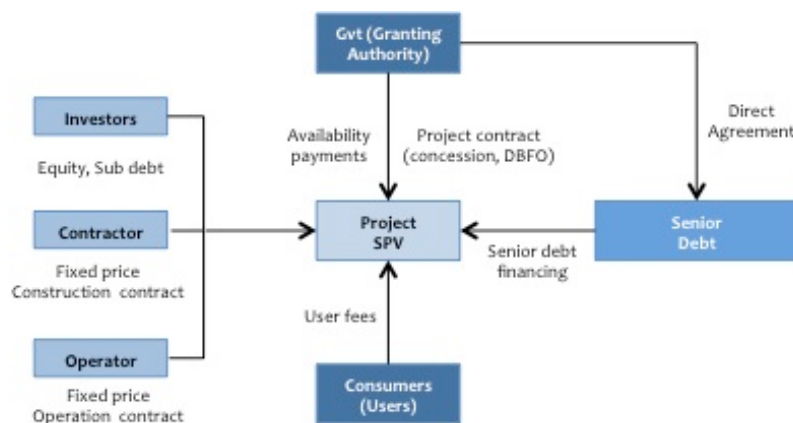 Gvt (Granting
Authority)
Investors
Equity, Sub debt
Availability
payments
Project contract
(concession, DBFO)
Direct
Agreement
Contractor
Fixed price
Construction contract
Project
SPV
Senior debt
financing
Senior
Debt
User fees
Operator
Fixed price
Operation contract
Consumers
(Users)